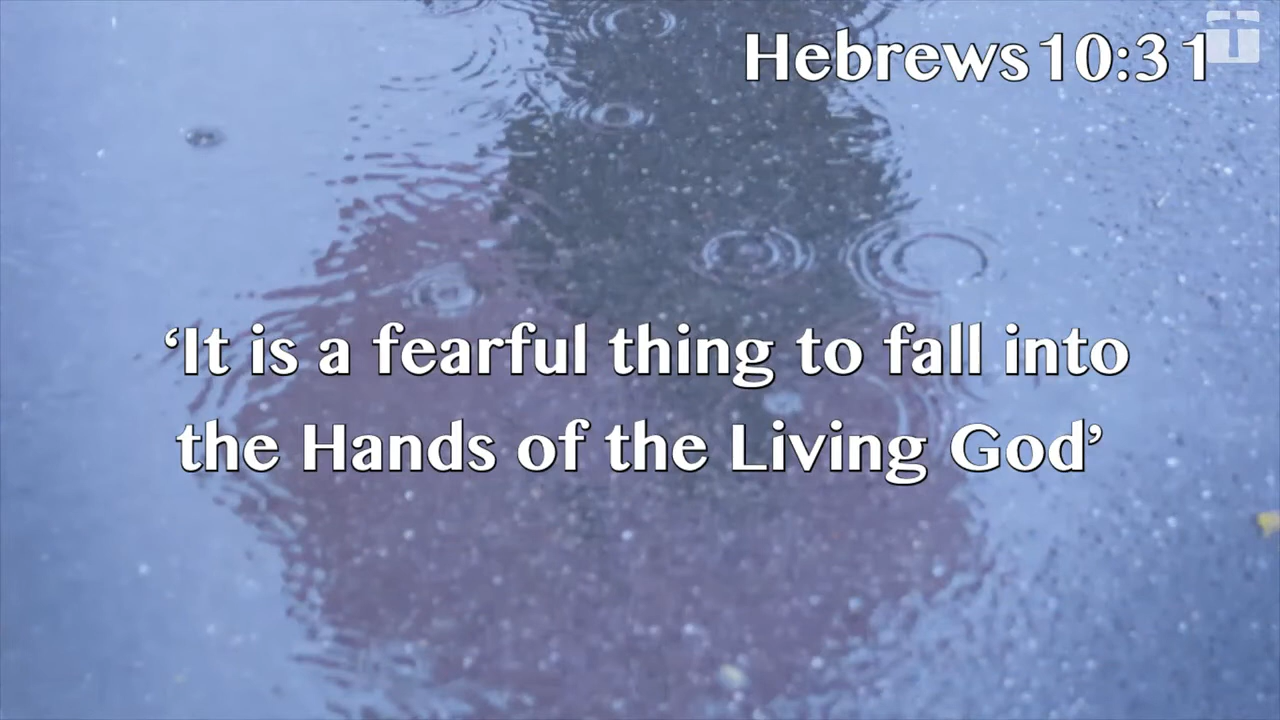 Hebrews 10:31
‘It is a fearful thing to fall into
the Hands of the Living God’